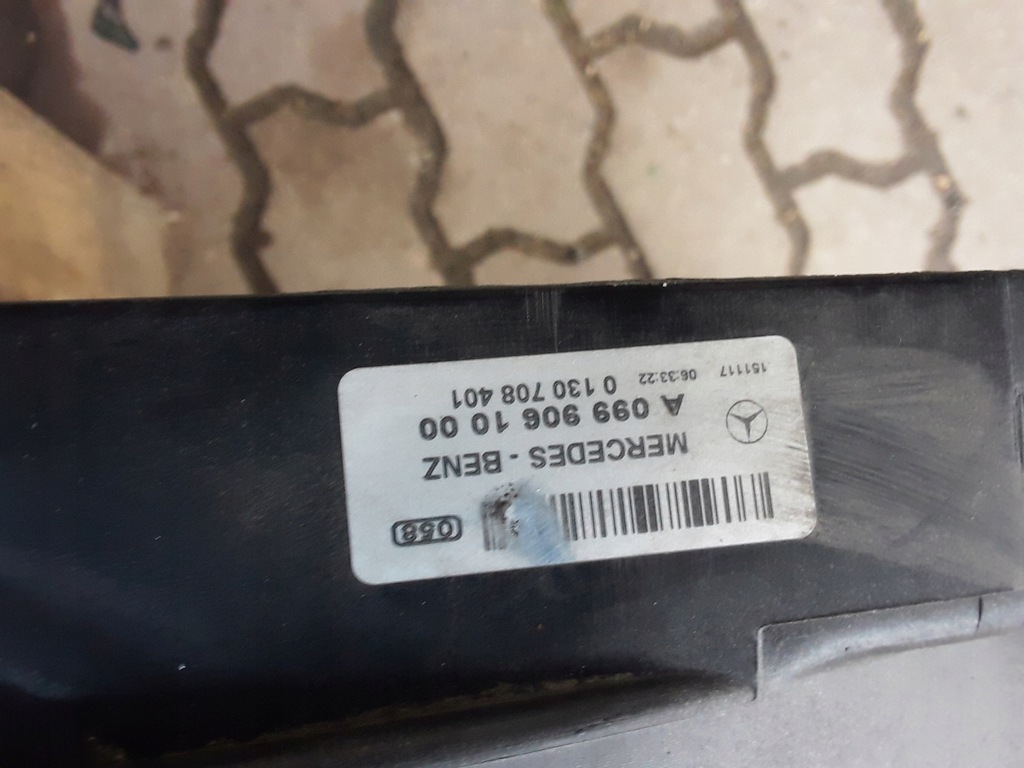 058
MERCEDES - BENZ
A 099 906 10 00
0 130 708 401
151117 06:33:22